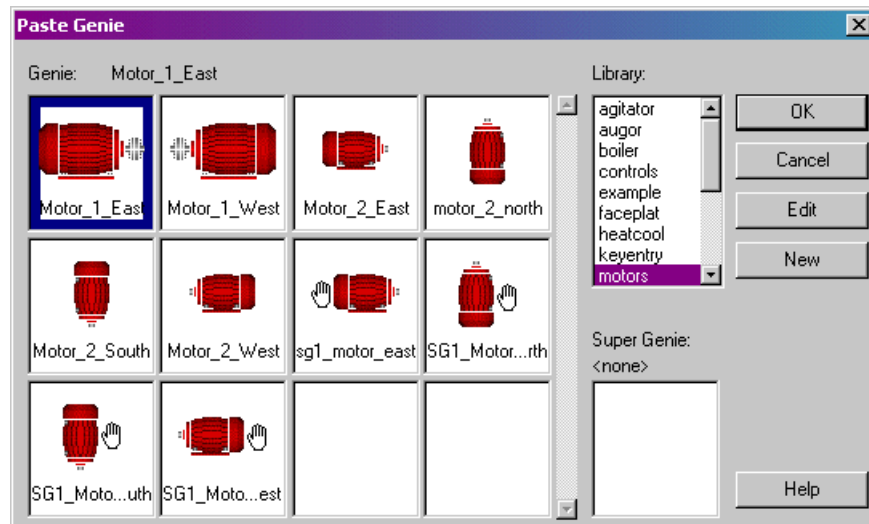 Paste Genie
Genie: Motor_1_East
Motor_1_East
Motor_1_West
Motor_2_East
motor_2_north
Motor_2_South
Motor_2_West
sg1_motor_east
SG1_Motor...rth
SG1_Moto...uth
SG1_Moto...est
Library:
agitator
augor
boiler
controls
example
faceplat
heatcool
keyentry
motors
Super Genie:
<none>
OK
Cancel
Edit
New
Help